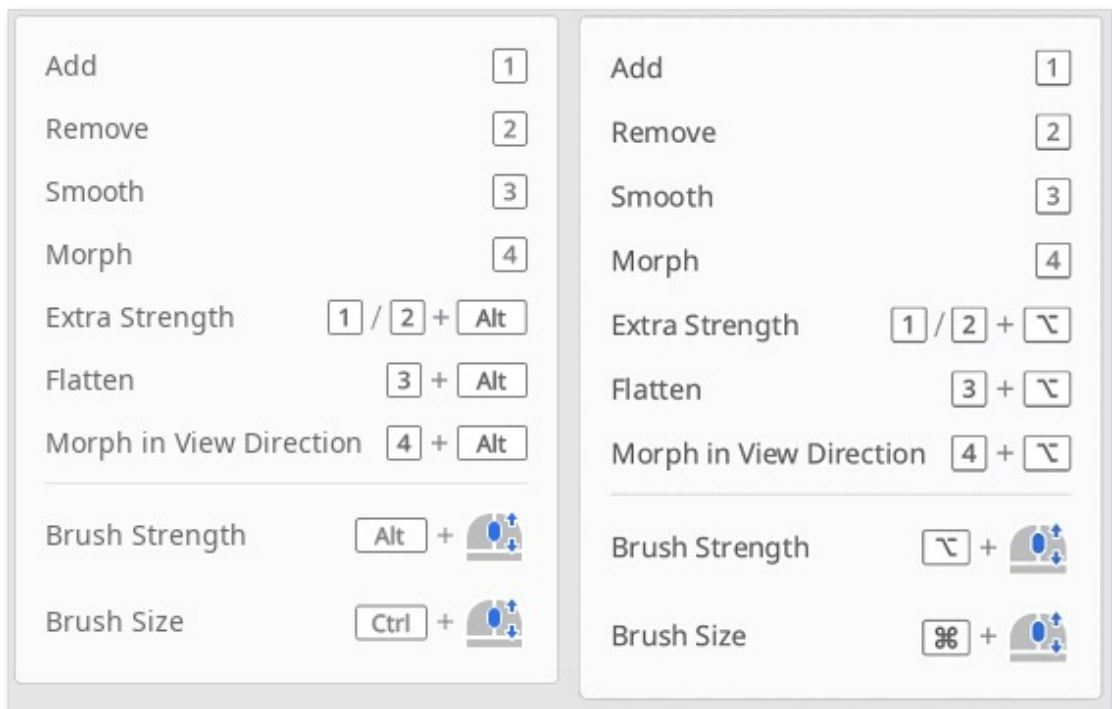 Add 1
Remove 2
Smooth 3
Morph 4
Extra Strength 1 / 2 + Alt
Flatten 3 + Alt
Morph in View Direction 4 + Alt
Brush Strength Alt +
Brush Size Ctrl +
Add 1
Remove 2
Smooth 3
Morph 4
Extra Strength 1 / 2 + ⌥
Flatten 3 + ⌥
Morph in View Direction 4 + ⌥
Brush Strength ⌥ +
Brush Size ⌘ +